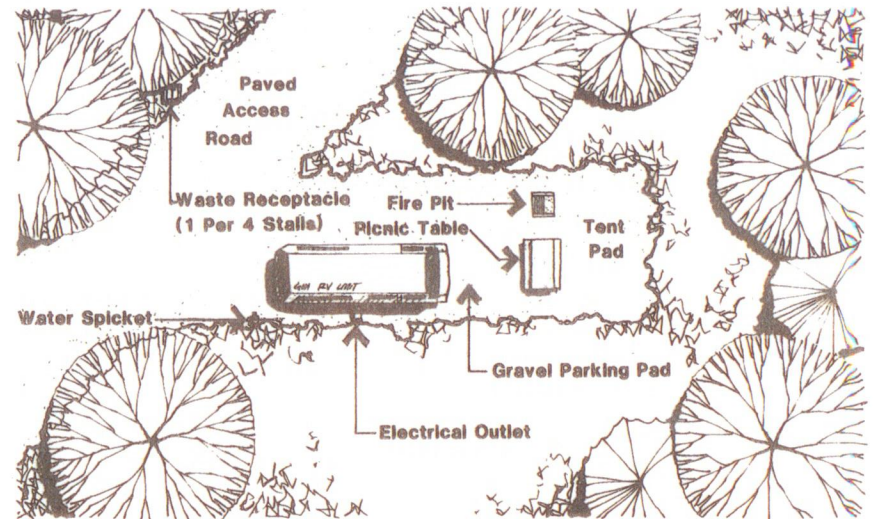 Paved
Access
Road
Waste Receptacle
(1 Per 4 Stalls)
Fire Pit
Picnic Table
Tent
Pad
Water Spicket
Gravel Parking Pad
Electrical Outlet